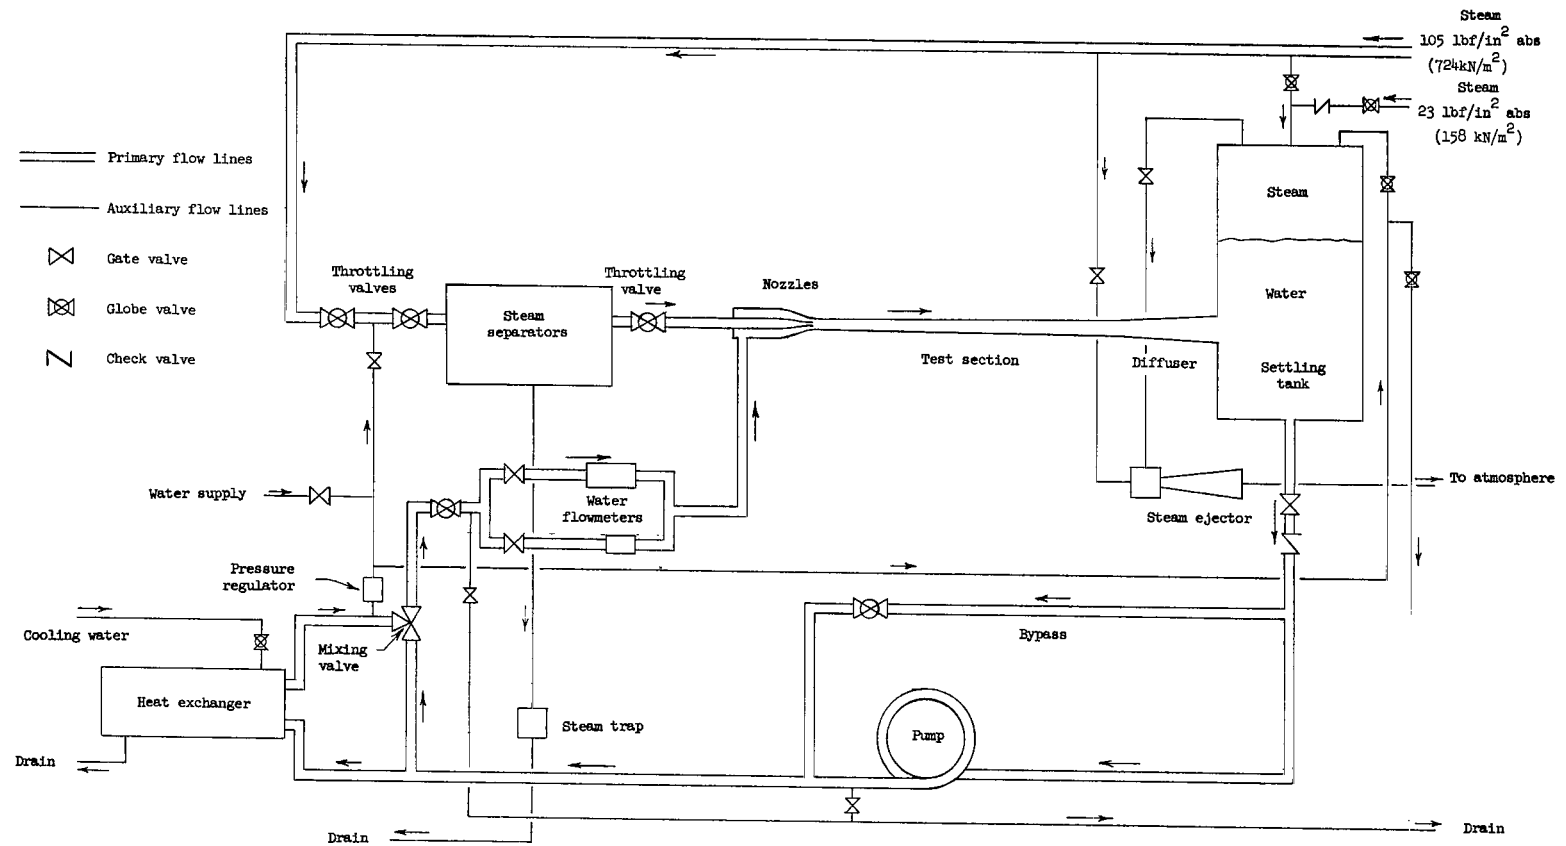 Steam
105 lbf/in2 abs
(724kN/m2)
Steam
23 lbf/in2 abs
(158 kN/m2)
Primary flow lines
Auxiliary flow lines
Gate valve
Globe valve
Check valve
Throttling
valves
Steam
separators
Throttling
valve
Nozzles
Test section
Diffuser
Steam
Water
Settling
tank
Water supply
Water
flowmeters
Steam ejector
To atmosphere
Pressure
regulator
Cooling water
Mixing
valve
Bypass
Heat exchanger
Steam trap
Pump
Drain
Drain
Drain